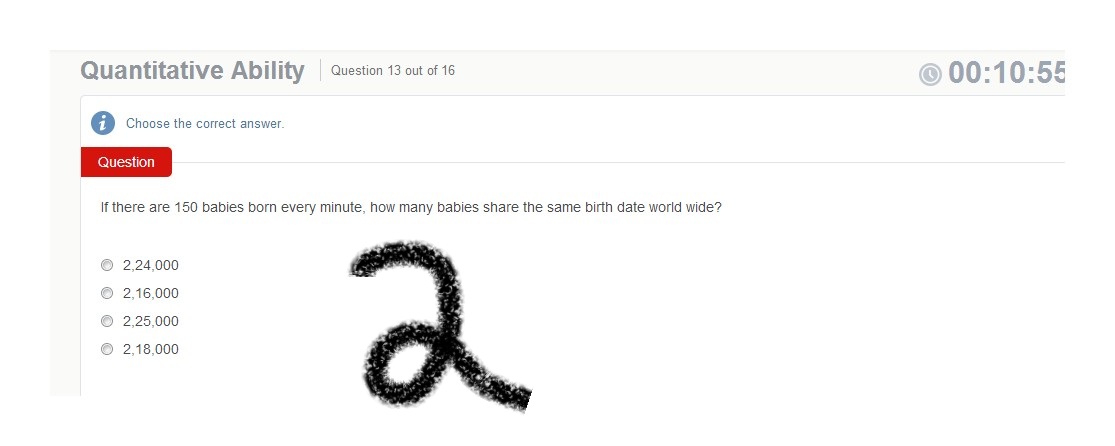 Quantitative Ability Question 13 out of 16 00:10:55
Choose the correct answer.
Question
If there are 150 babies born every minute, how many babies share the same birth date world wide?
2,24,000
2,16,000
2,25,000
2,18,000
2